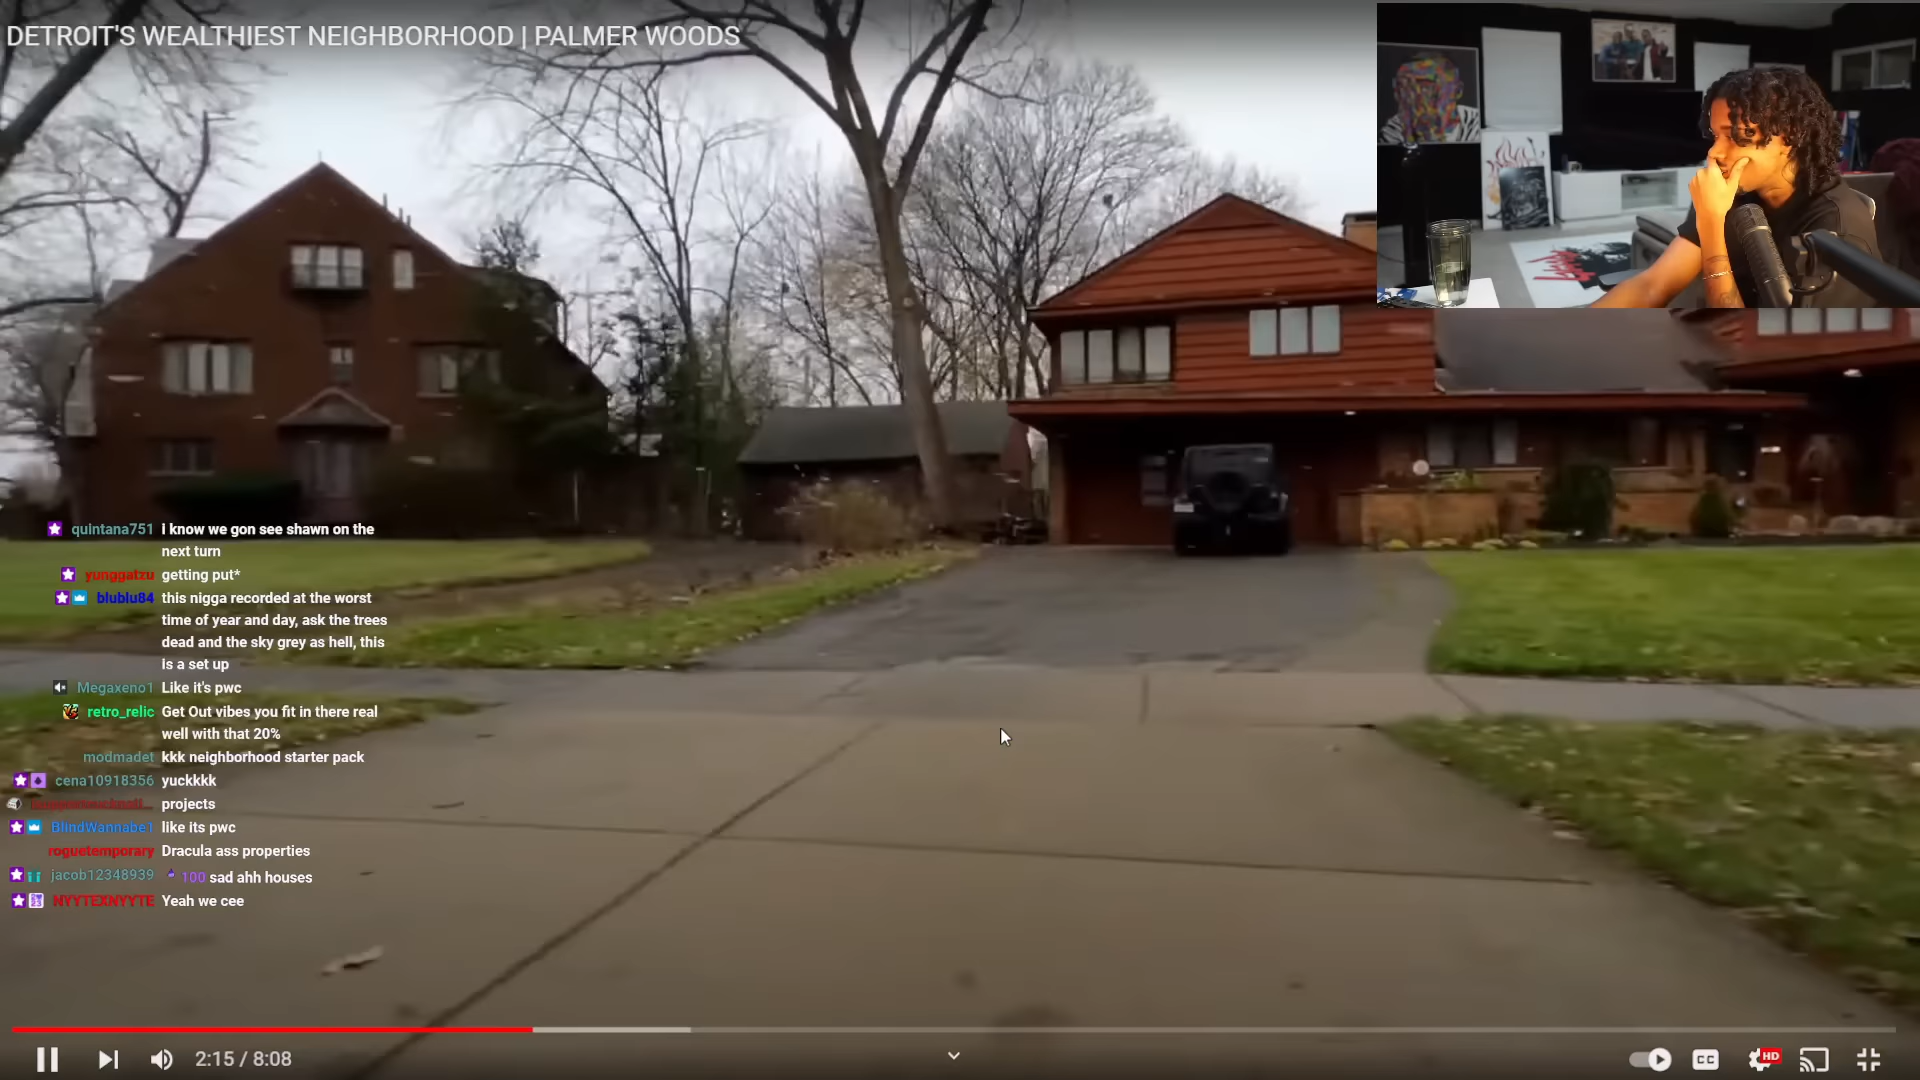 DETROIT'S WEALTHIEST NEIGHBORHOOD | PALMER WOODS
quintana751 i know we gon see shawn on the
next turn
yunggatzu getting put*
blublu84 this nigga recorded at the worst
time of year and day, ask the trees
dead and the sky grey as hell, this
is a set up
Megaxeno1 Like it's pwc
retro_relic Get Out vibes you fit in there real
well with that 20%
modmadet kkk neighborhood starter pack
cena10918356 yuckkkk
projects
BlindWannabe1 like its pwc
roguetemporary Dracula ass properties
jacob12348939 100 sad ahh houses
NYYTEXNYYTE Yeah we cee
2:15 / 8:08
CC
HD